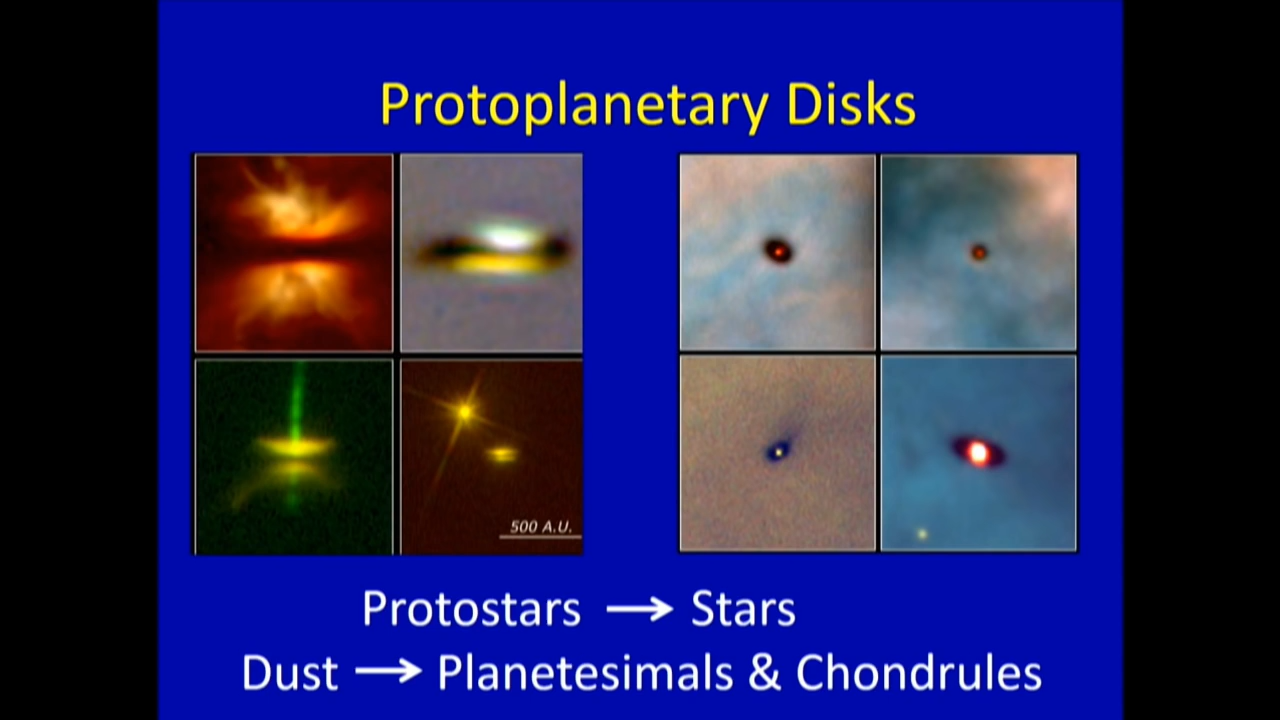 Protoplanetary Disks
500 A.U.
Protostars → Stars
Dust → Planetesimals & Chondrules